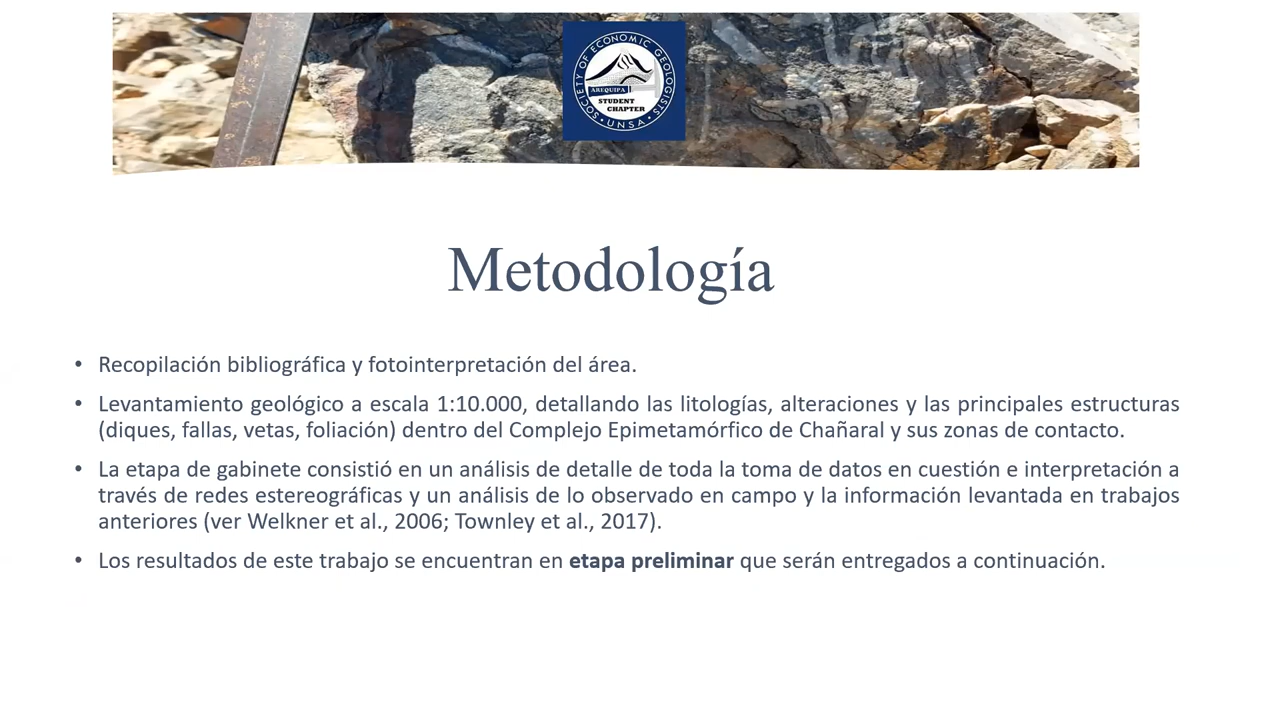 SOCIETY OF ECONOMIC GEOLOGISTS
AREQUIPA
STUDENT
CHAPTER
• UNSA •
Metodología
• Recopilación bibliográfica y fotointerpretación del área.
• Levantamiento geológico a escala 1:10.000, detallando las litologías, alteraciones y las principales estructuras
(diques, fallas, vetas, foliación) dentro del Complejo Epimetamórfico de Chañaral y sus zonas de contacto.
• La etapa de gabinete consistió en un análisis de detalle de toda la toma de datos en cuestión e interpretación a
través de redes estereográficas y un análisis de lo observado en campo y la información levantada en trabajos
anteriores (ver Welkner et al., 2006; Townley et al., 2017).
• Los resultados de este trabajo se encuentran en etapa preliminar que serán entregados a continuación.